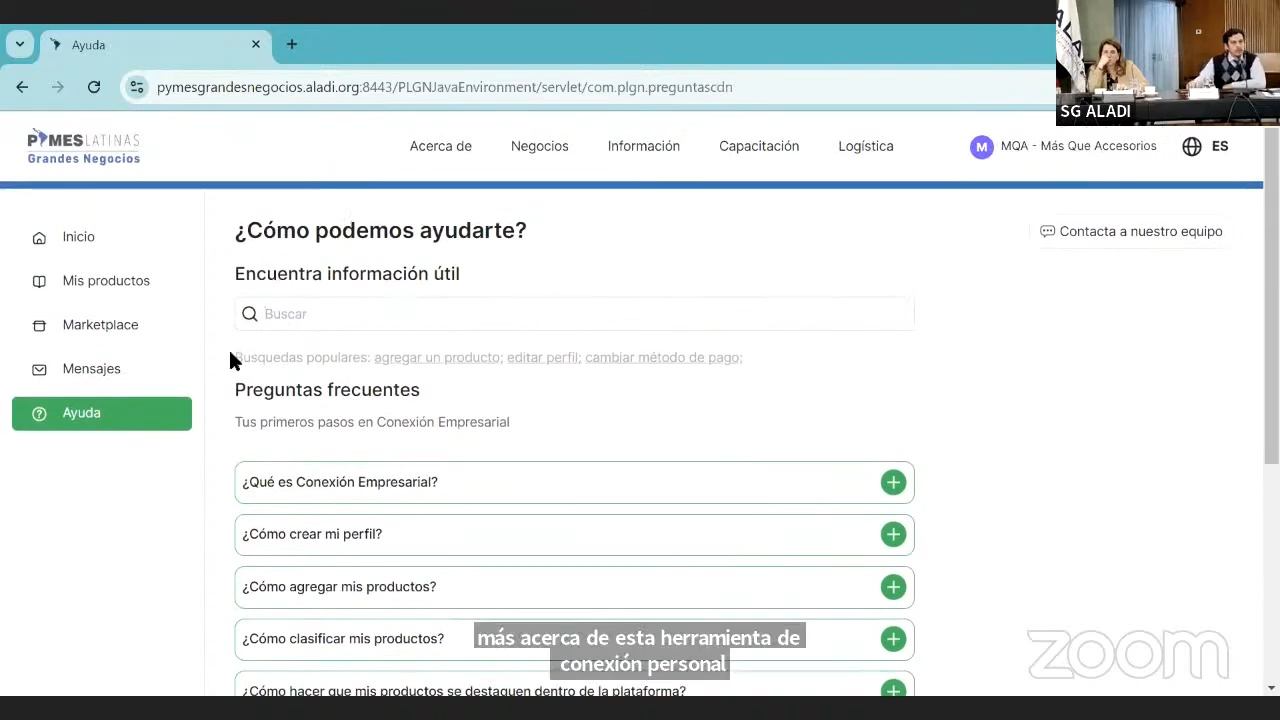 Ayuda
pymesgrandesnegocios.aladi.org:8443/PLGNJavaEnvironment/servlet/com.plgn.preguntascdn
SG ALADI
PYMESLATINAS
Grandes Negocios
Acerca de
Negocios
Información
Capacitación
Logística
M
MQA - Más Que Accesorios
ES
Inicio
Mis productos
Marketplace
Mensajes
Ayuda
¿Cómo podemos ayudarte?
Contacta a nuestro equipo
Encuentra información útil
Buscar
Busquedas populares: agregar un producto; editar perfil; cambiar método de pago;
Preguntas frecuentes
Tus primeros pasos en Conexión Empresarial
¿Qué es Conexión Empresarial?
¿Cómo crear mi perfil?
¿Cómo agregar mis productos?
¿Cómo clasificar mis productos?
¿Cómo hacer que mis productos se destaquen dentro de la plataforma?
más acerca de esta herramienta de
conexión personal
zoom